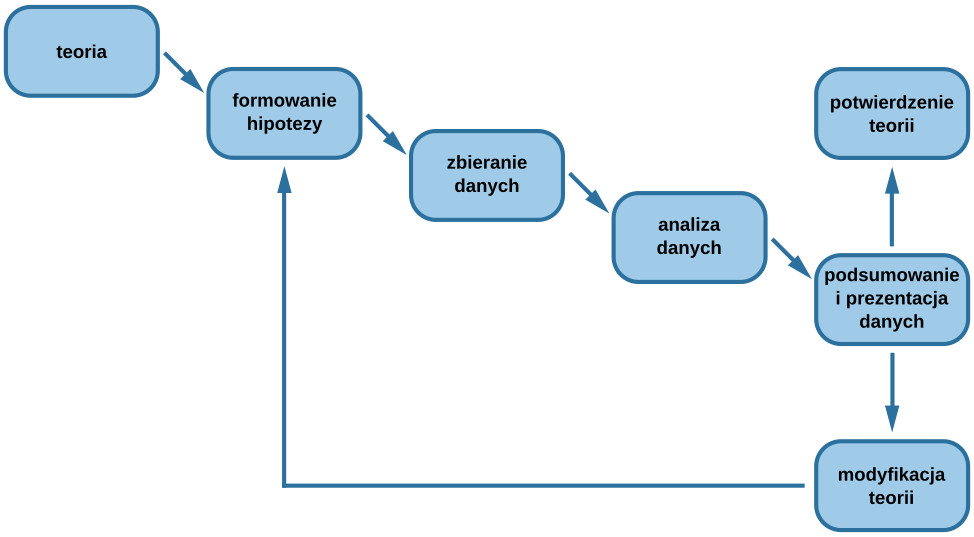 teoria
formowanie
hipotezy
zbieranie
danych
analiza
danych
podsumowanie
i prezentacja
danych
potwierdzenie
teorii
modyfikacja
teorii